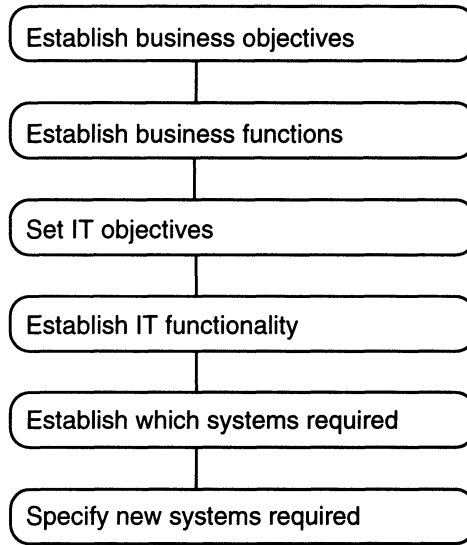 Establish business objectives
Establish business functions
Set IT objectives
Establish IT functionality
Establish which systems required
Specify new systems required